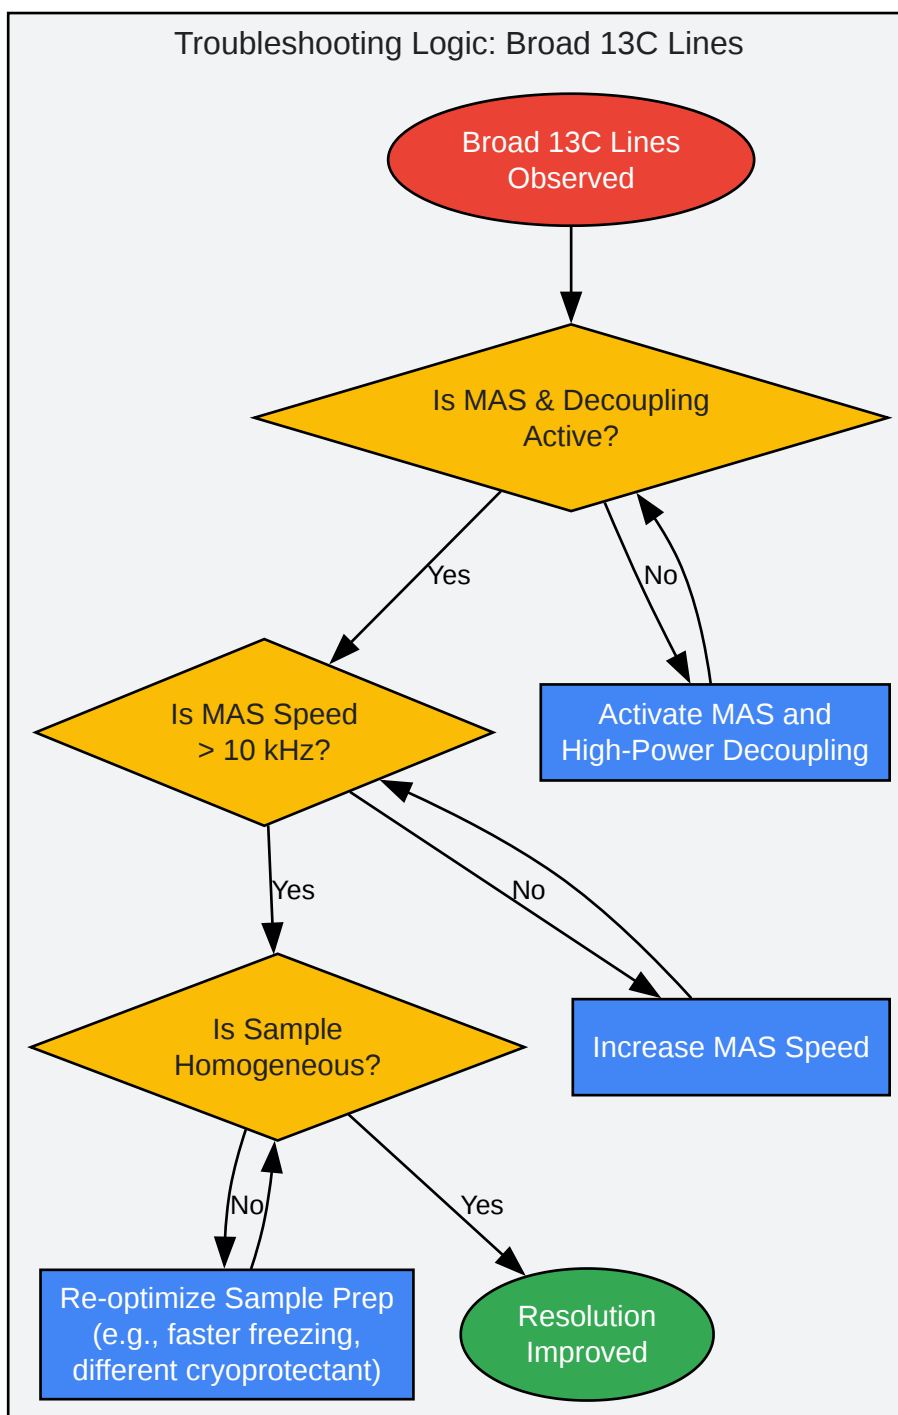 Troubleshooting Logic: Broad 13C Lines
Broad 13C Lines
Observed
Is MAS & Decoupling
Active?
Yes
No
Is MAS Speed
> 10 kHz?
Activate MAS and
High-Power Decoupling
Yes
No
Is Sample
Homogeneous?
Increase MAS Speed
No
Yes
Re-optimize Sample Prep
(e.g., faster freezing,
different cryoprotectant)
Resolution
Improved